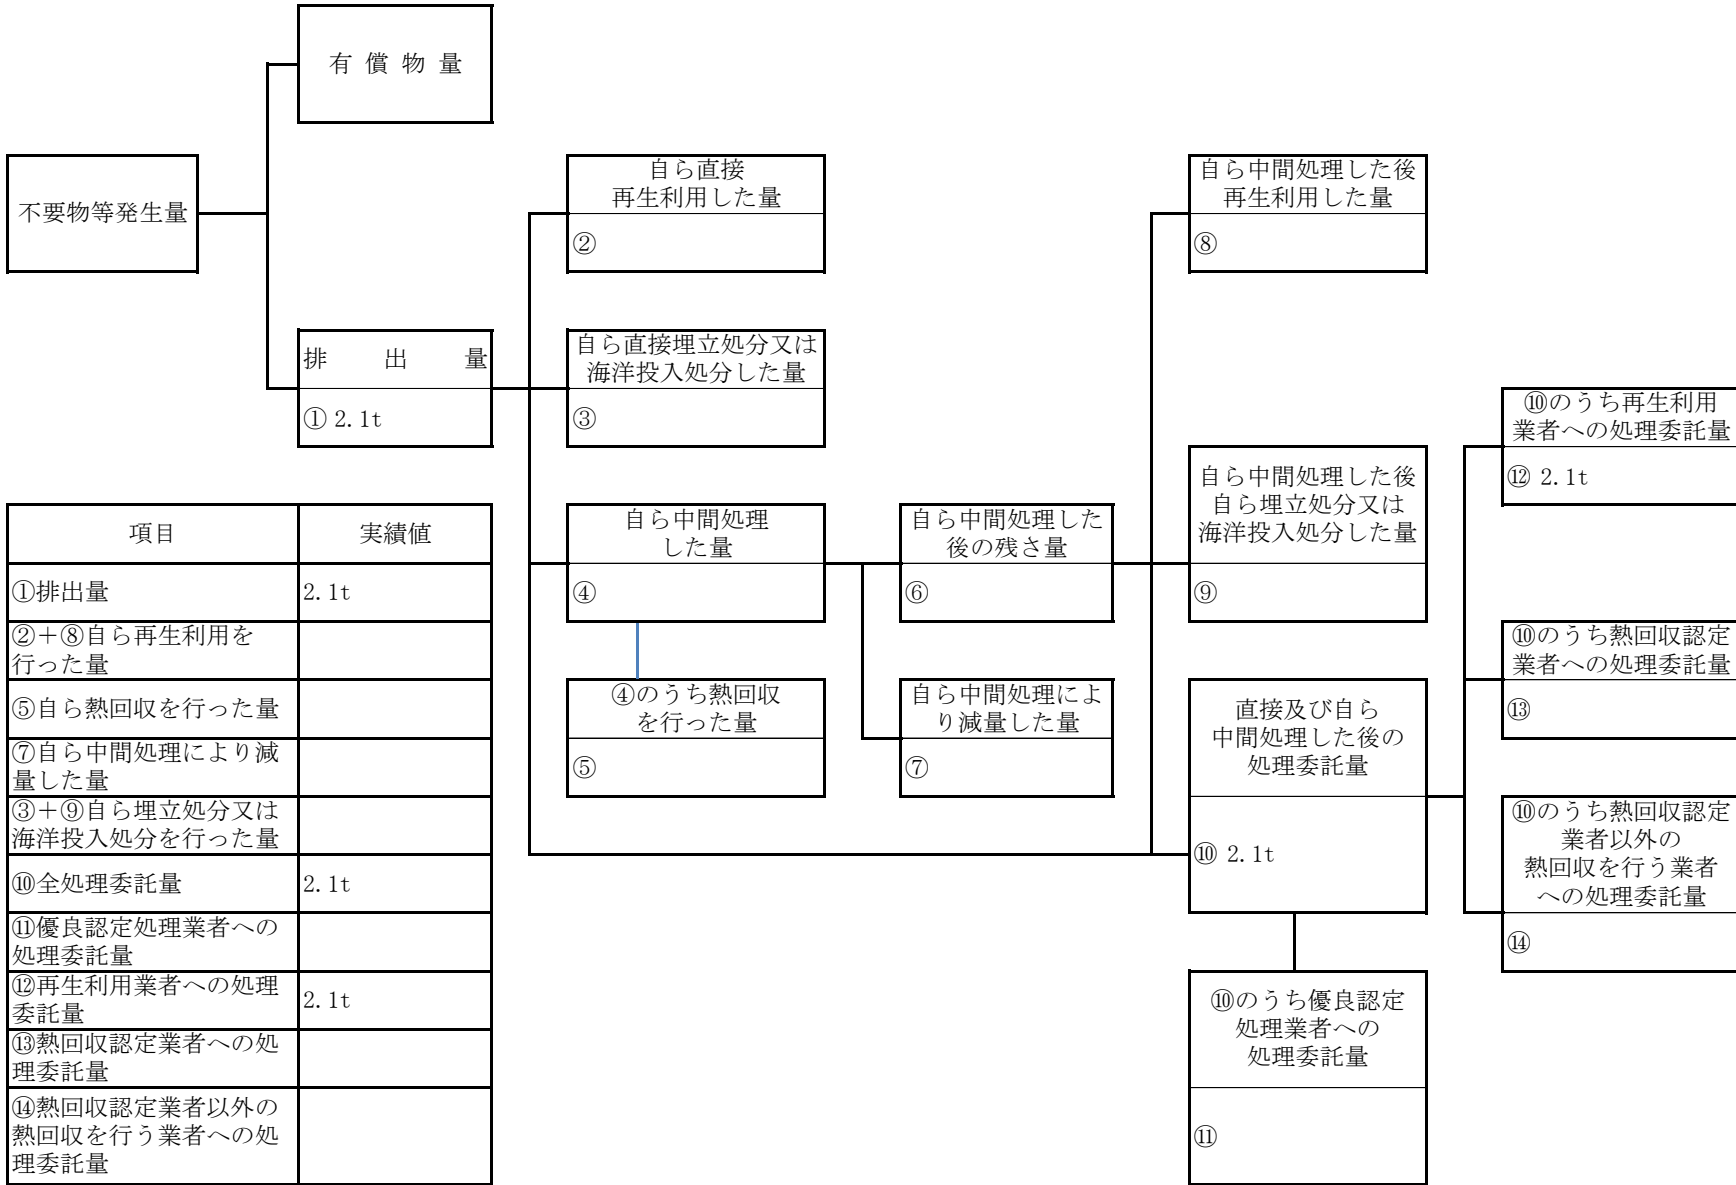 有償物量
不要物等発生量
自ら直接
再生利用した量
②
自ら中間処理した後
再生利用した量
⑧
排出量
① 2.1t
自ら直接埋立処分又は
海洋投入処分した量
③
⑩のうち再生利用
業者への処理委託量
⑫ 2.1t
自ら中間処理した後
自ら埋立処分又は
海洋投入処分した量
⑨
自ら中間処理
した量
④
自ら中間処理した
後の残さ量
⑥
⑩のうち熱回収認定
業者への処理委託量
⑬
④のうち熱回収
を行った量
⑤
自ら中間処理によ
り減量した量
⑦
直接及び自ら
中間処理した後の
処理委託量
⑩ 2.1t
⑩のうち熱回収認定
業者以外の
熱回収を行う業者
への処理委託量
⑭
⑩のうち優良認定
処理業者への
処理委託量
⑪
項目 実績値
①排出量 2.1t
②＋⑧自ら再生利用を
行った量
⑤自ら熱回収を行った量
⑦自ら中間処理により減
量した量
③＋⑨自ら埋立処分又は
海洋投入処分を行った量
⑩全処理委託量 2.1t
⑪優良認定処理業者への
処理委託量
⑫再生利用業者への処理
委託量 2.1t
⑬熱回収認定業者への処
理委託量
⑭熱回収認定業者以外の
熱回収を行う業者への処
理委託量